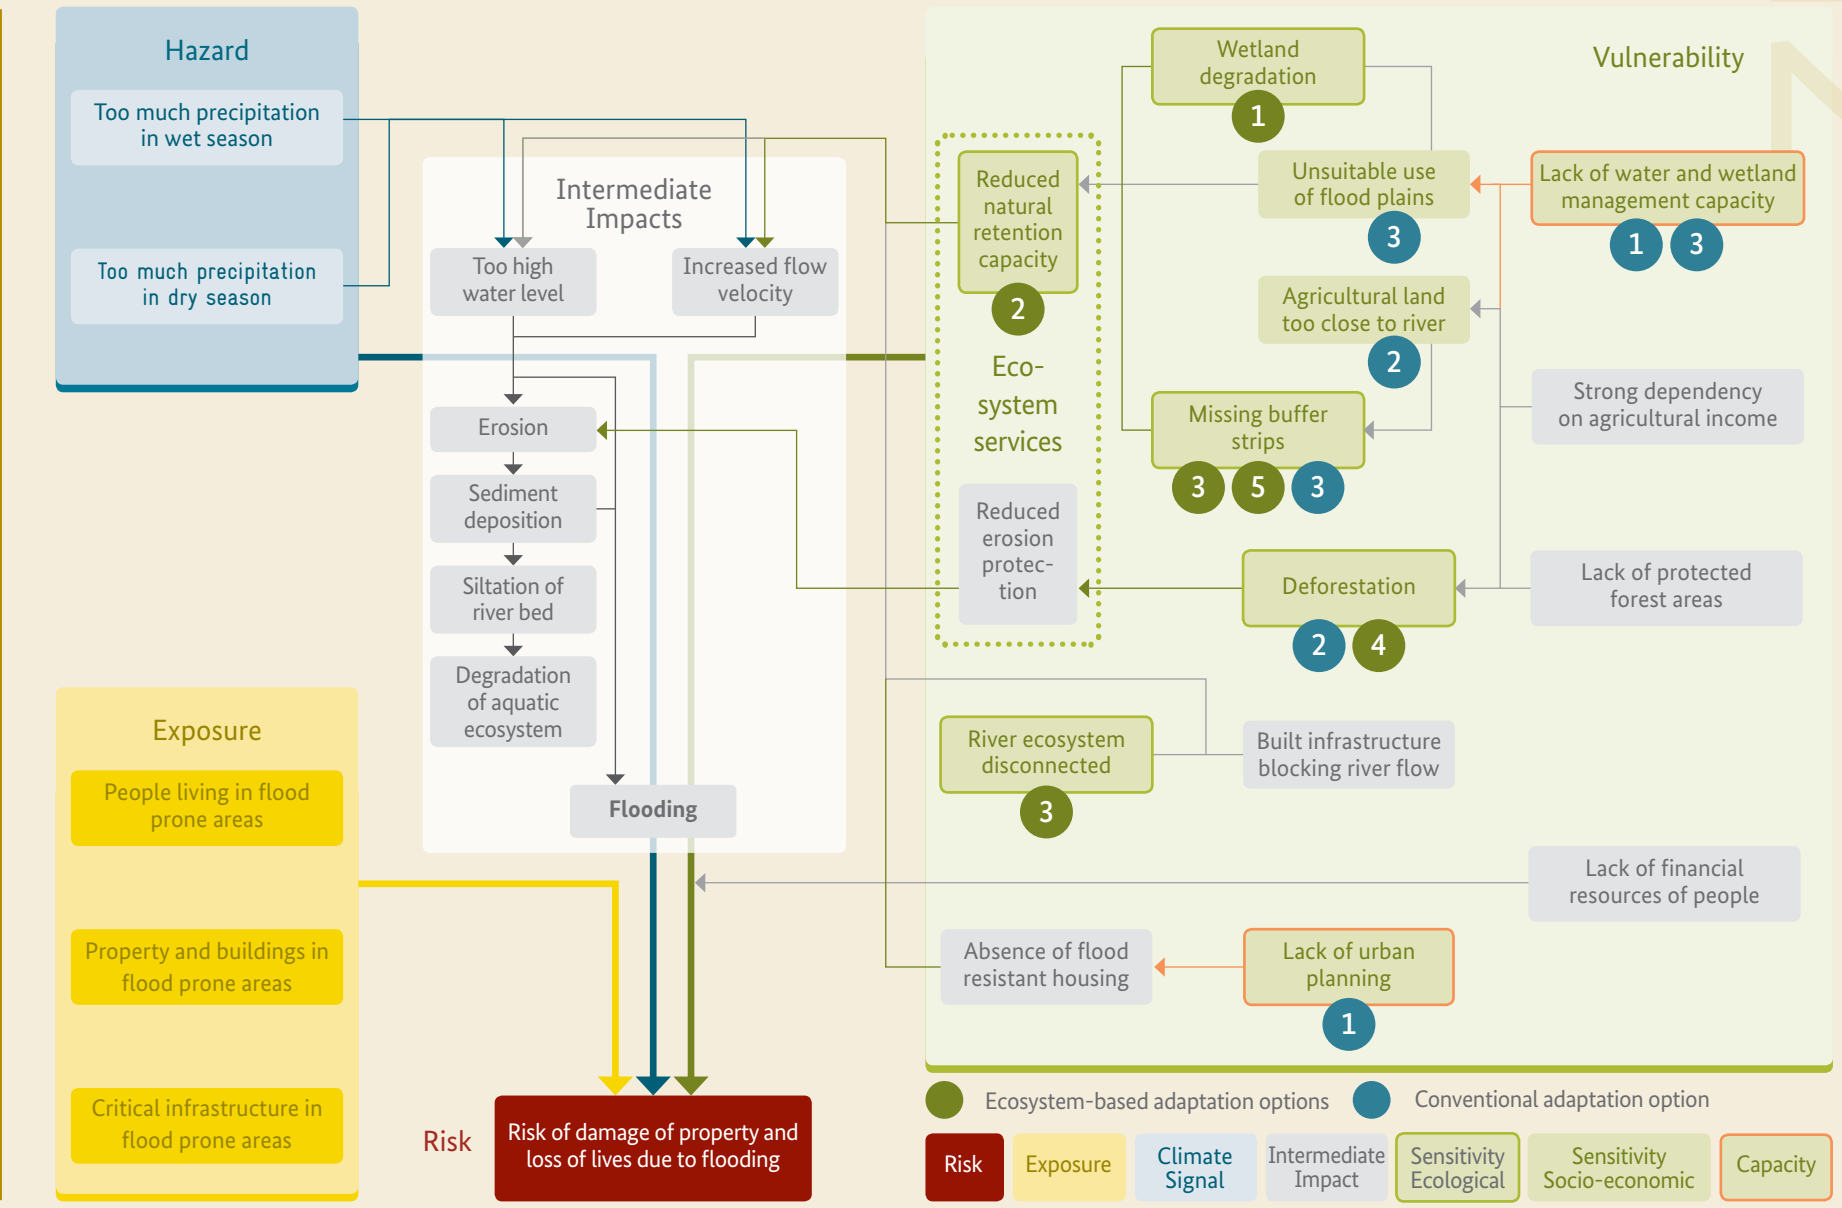 Hazard
Too much precipitation
in wet season
Too much precipitation
in dry season
Intermediate
Impacts
Too high
water level
Increased flow
velocity
Erosion
Sediment
deposition
Siltation of
river bed
Degradation
of aquatic
ecosystem
Flooding
Exposure
People living in flood
prone areas
Property and buildings in
flood prone areas
Critical infrastructure in
flood prone areas
Risk
Risk of damage of property and
loss of lives due to flooding
Vulnerability
Wetland
degradation
1
Reduced
natural
retention
capacity
2
Eco-
system
services
Reduced
erosion
protec-
tion
Unsuitable use
of flood plains
3
Lack of water and wetland
management capacity
1 3
Agricultural land
too close to river
2
Missing buffer
strips
3 5 3
Strong dependency
on agricultural income
Deforestation
2 4
Lack of protected
forest areas
River ecosystem
disconnected
3
Built infrastructure
blocking river flow
Lack of financial
resources of people
Absence of flood
resistant housing
Lack of urban
planning
1
Ecosystem-based adaptation options
Conventional adaptation option
Risk
Exposure
Climate
Signal
Intermediate
Impact
Sensitivity
Ecological
Sensitivity
Socio-economic
Capacity